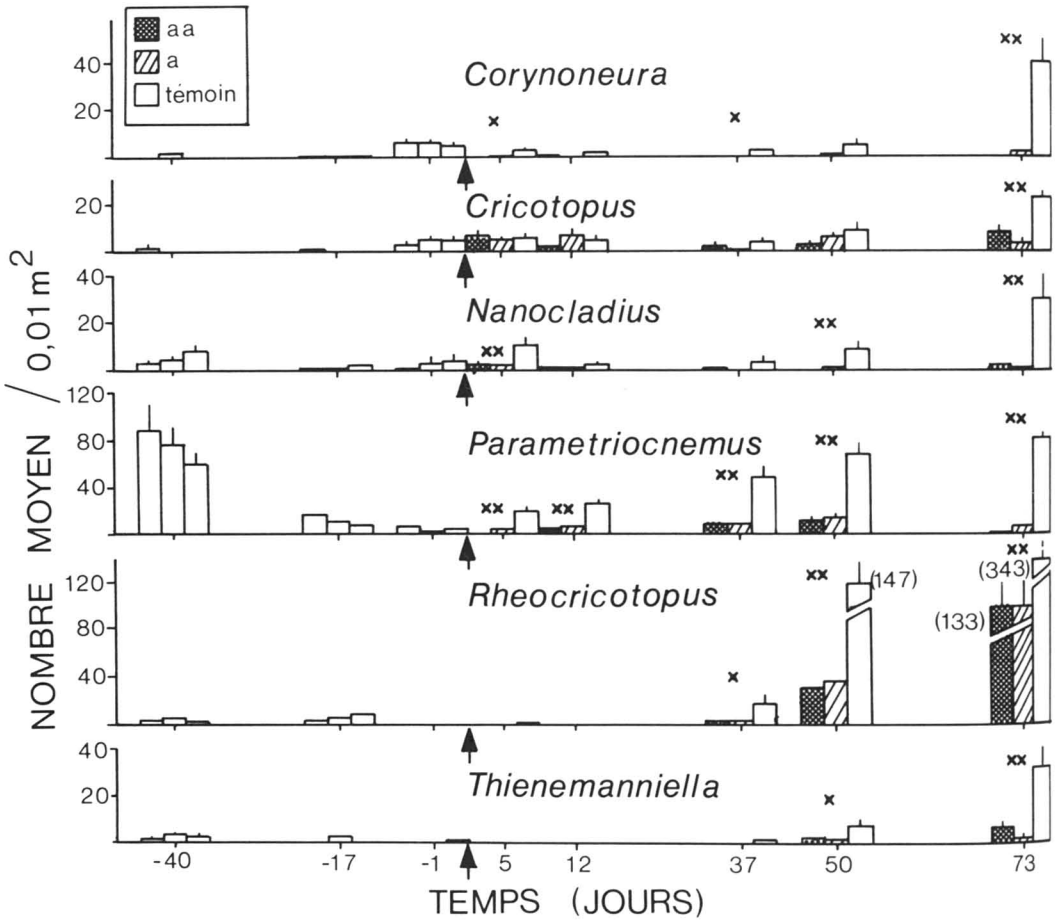 aa
a
témoin
NOMBRE MOYEN / 0,01 m²
40
20
Corynoneura
x
x
xx
20
Cricotopus
xx
40
20
Nanocladius
xx
xx
xx
120
80
40
Parametriocnemus
xx
xx
xx
xx
xx
120
80
40
Rheocricotopus
x
xx
(147)
(133)
(343)
xx
40
20
Thienemanniella
x
xx
-40 -17 -1 5 12 37 50 73
TEMPS (JOURS)